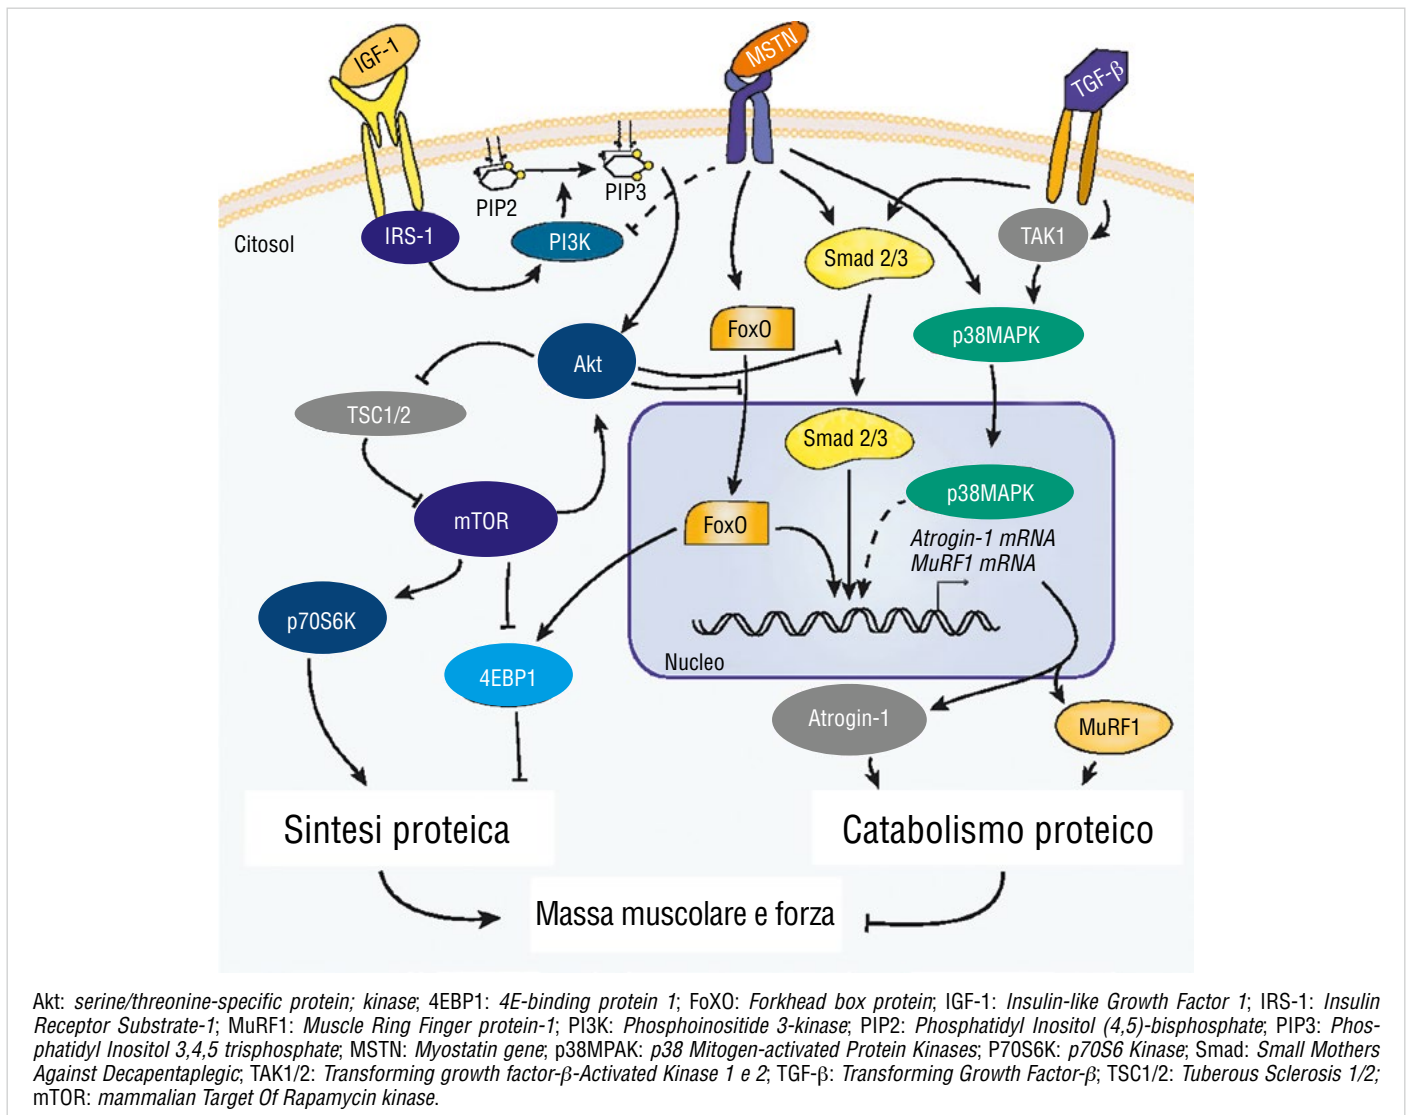 IGF-1
MSTN
TGF-β
PIP2
PIP3
IRS-1
PI3K
Citosol
TAK1
Smad 2/3
FoxO
p38MAPK
Akt
TSC1/2
Smad 2/3
p38MAPK
mTOR
FoxO
Atrogin-1 mRNA
MuRF1 mRNA
p70S6K
4EBP1
Nucleo
Atrogin-1
MuRF1
Sintesi proteica
Catabolismo proteico
Massa muscolare e forza
Akt: serine/threonine-specific protein; kinase; 4EBP1: 4E-binding protein 1; FoXO: Forkhead box protein; IGF-1: Insulin-like Growth Factor 1; IRS-1: Insulin
Receptor Substrate-1; MuRF1: Muscle Ring Finger protein-1; PI3K: Phosphoinositide 3-kinase; PIP2: Phosphatidyl Inositol (4,5)-bisphosphate; PIP3: Phos-
phatidyl Inositol 3,4,5 trisphosphate; MSTN: Myostatin gene; p38MPAK: p38 Mitogen-activated Protein Kinases; P70S6K: p70S6 Kinase; Smad: Small Mothers
Against Decapentaplegic; TAK1/2: Transforming growth factor-β-Activated Kinase 1 e 2; TGF-β: Transforming Growth Factor-β; TSC1/2: Tuberous Sclerosis 1/2;
mTOR: mammalian Target Of Rapamycin kinase.